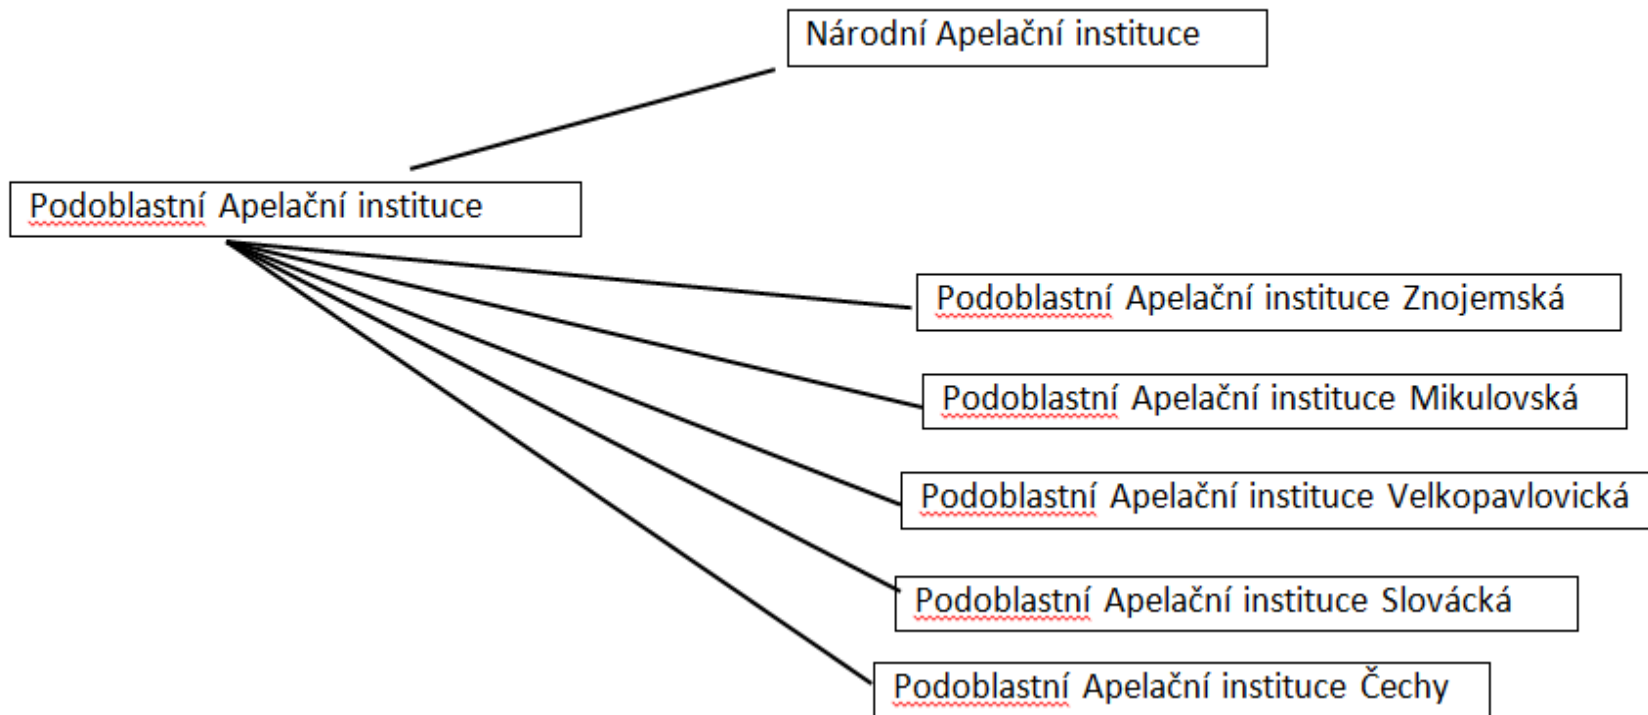 Národní Apelační instituce
Podoblastní Apelační instituce
Podoblastní Apelační instituce Znojemská
Podoblastní Apelační instituce Mikulovská
Podoblastní Apelační instituce Velkopavlovická
Podoblastní Apelační instituce Slovácká
Podoblastní Apelační instituce Čechy